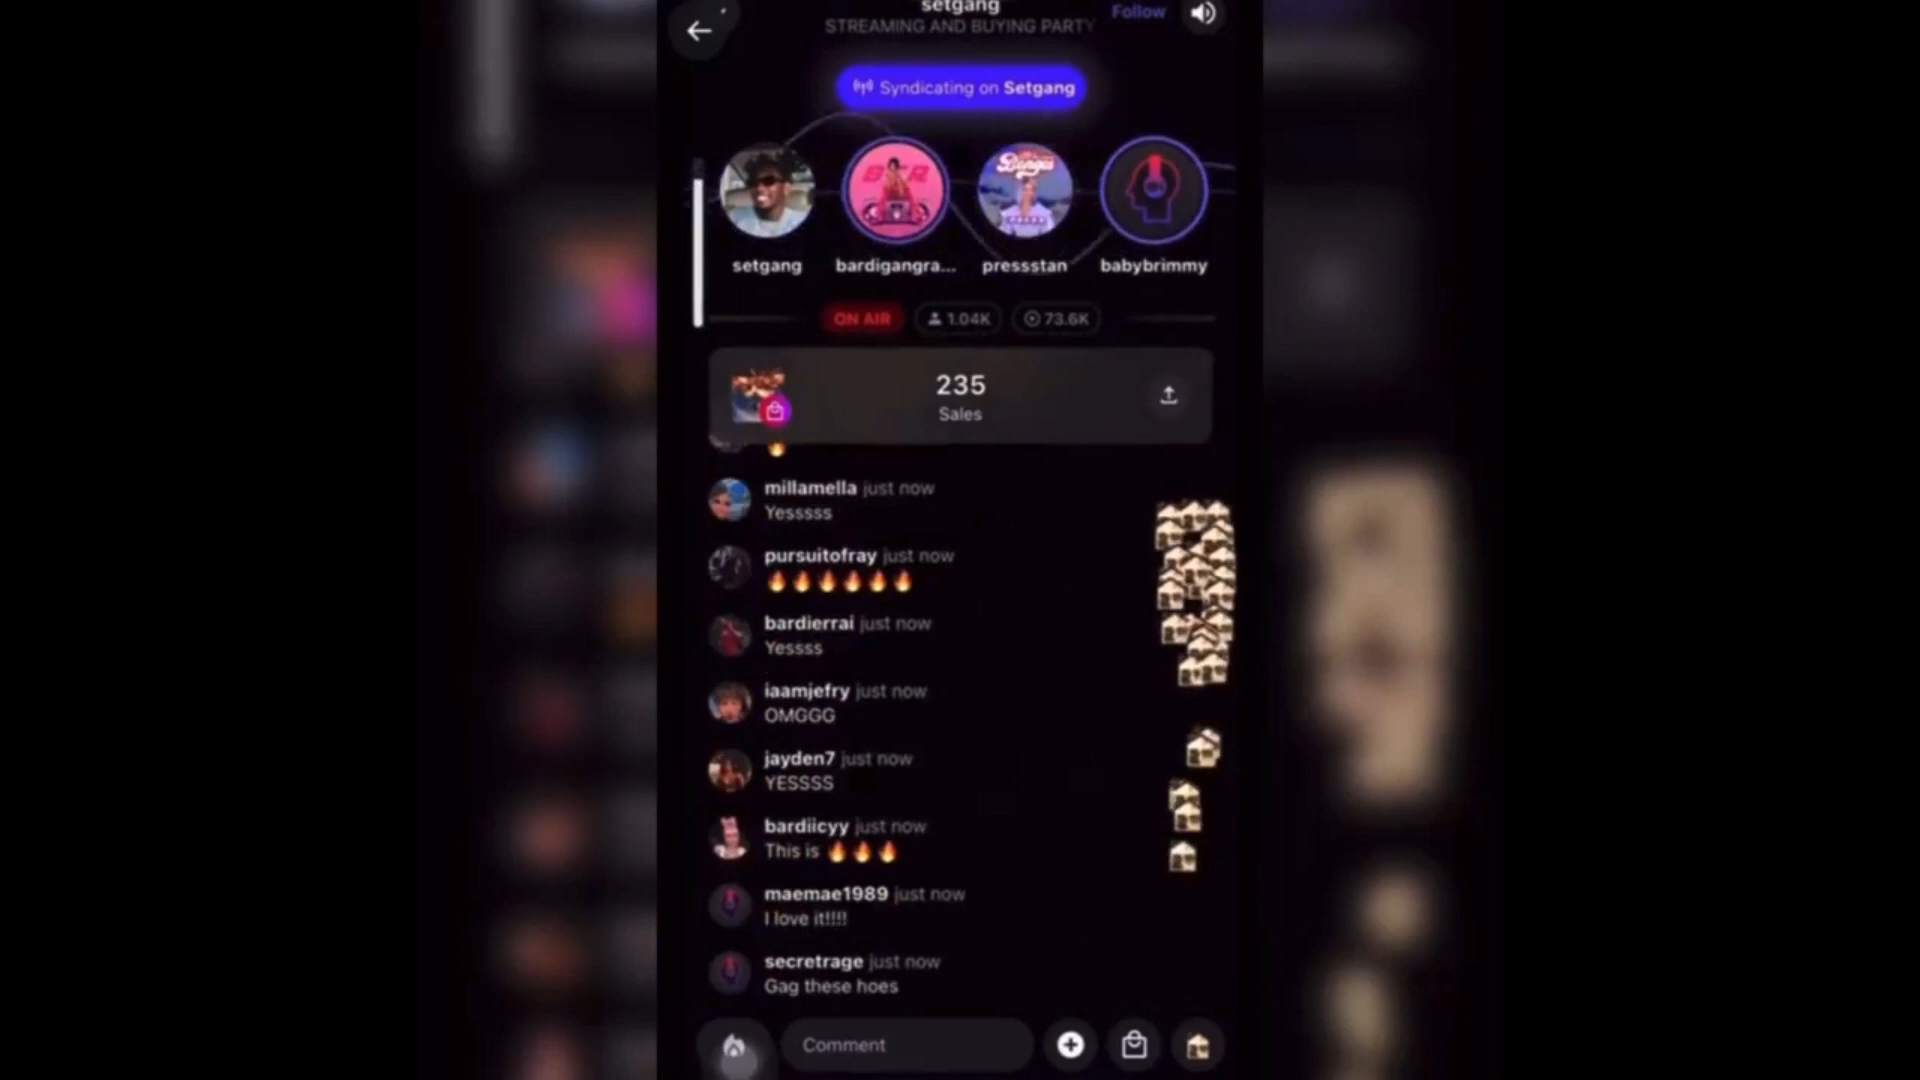 setgang
Follow
STREAMING AND BUYING PARTY
Syndicating on Setgang
setgang
bardigangra...
pressstan
babybrimmy
ON AIR
1.04K
73.6K
235
Sales
millamella just now
Yesssss
pursuitofray just now
🔥🔥🔥🔥🔥🔥
bardierrai just now
Yessss
iaamjefry just now
OMGGG
jayden7 just now
YESSSS
bardiicyy just now
This is 🔥🔥🔥
maemae1989 just now
I love it!!!!
secretrage just now
Gag these hoes
Comment